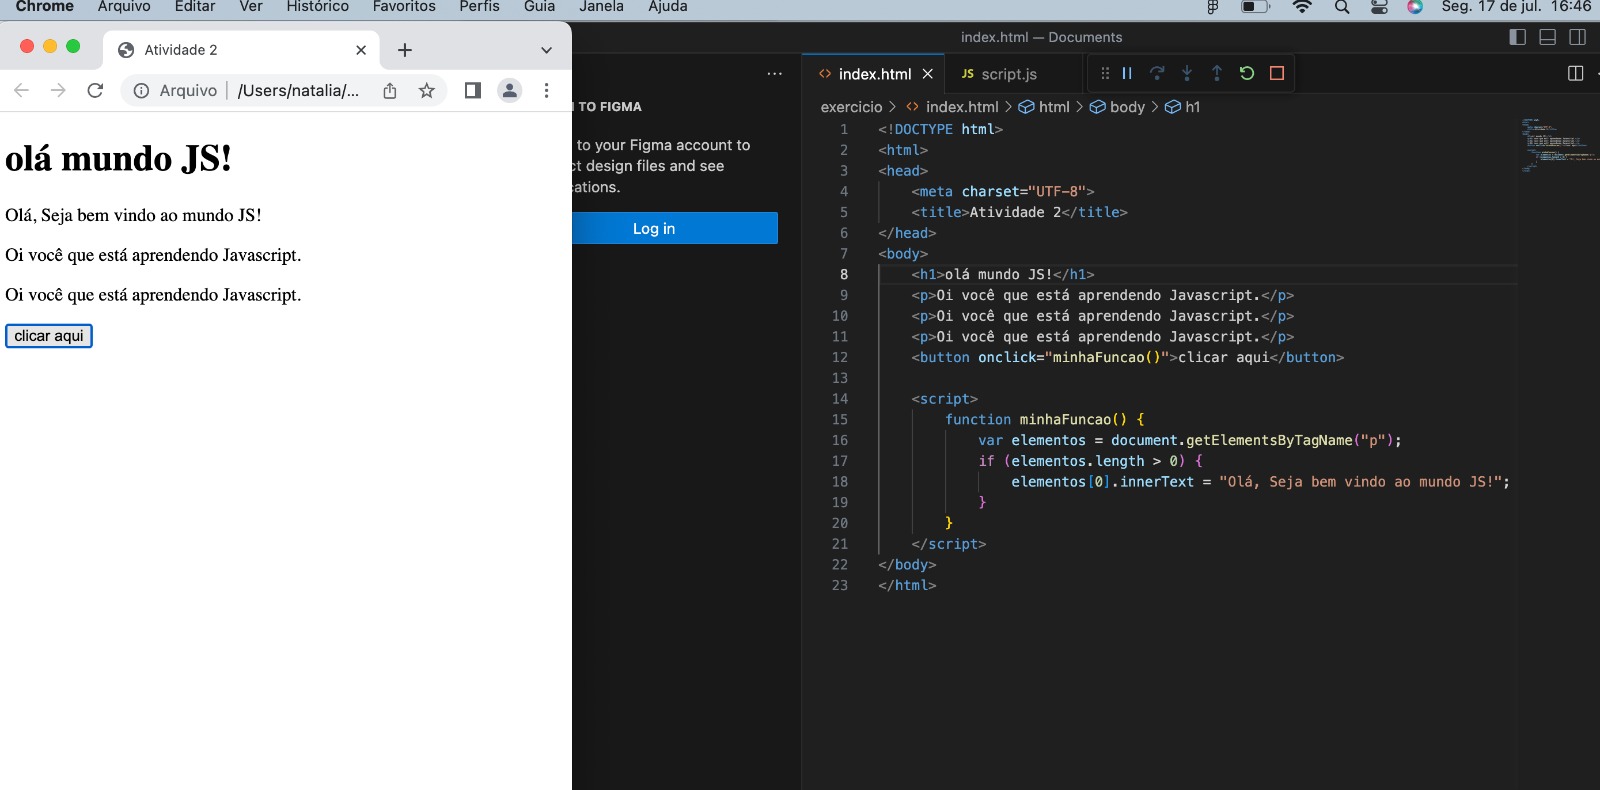 Chrome Arquivo Editar Ver Histórico Favoritos Perfis Guia Janela Ajuda Seg. 17 de jul. 16:46
Atividade 2
Arquivo | /Users/natalia/...
olá mundo JS!
Olá, Seja bem vindo ao mundo JS!
Oi você que está aprendendo Javascript.
Oi você que está aprendendo Javascript.
clicar aqui
index.html — Documents
TO FIGMA
to your Figma account to
design files and see
Log in
index.html JS script.js
exercicio > index.html > html > body > h1
1 <!DOCTYPE html>
2 <html>
3 <head>
4 <meta charset="UTF-8">
5 <title>Atividade 2</title>
6 </head>
7 <body>
8 <h1>olá mundo JS!</h1>
9 <p>Oi você que está aprendendo Javascript.</p>
10 <p>Oi você que está aprendendo Javascript.</p>
11 <p>Oi você que está aprendendo Javascript.</p>
12 <button onclick="minhaFuncao()">clicar aqui</button>
13
14 <script>
15 function minhaFuncao() {
16 var elementos = document.getElementsByTagName("p");
17 if (elementos.length > 0) {
18 elementos[0].innerText = "Olá, Seja bem vindo ao mundo JS!";
19 }
20 }
21 </script>
22 </body>
23 </html>